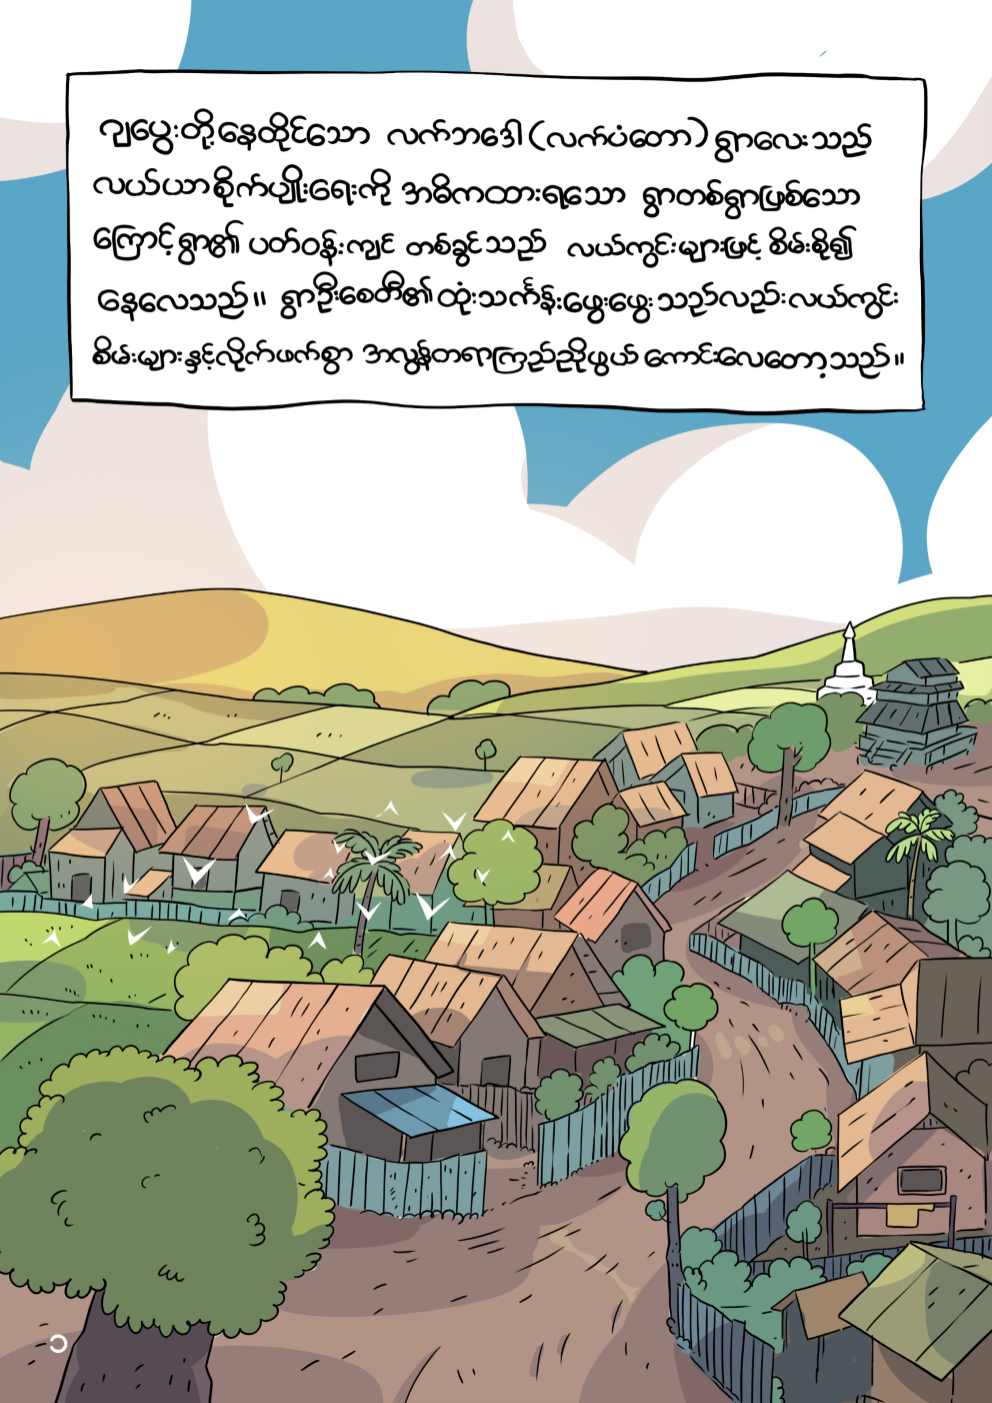 ဂျပွေးတို့နေထိုင်သော လက်ဘဒေါ (လက်ပံတော) ရွာလေးသည်
လယ်ယာစိုက်ပျိုးရေးကို အဓိကထားရသော ရွာတစ်ရွာဖြစ်သော
ကြောင့်ရွာ၏ ပတ်ဝန်းကျင် တစ်ခွင်သည် လယ်ကွင်းများဖြင့် စိမ်းစို၍
နေလေသည်။ ရွာဦးစေတီ၏ထုံးသင်္ကန်းဖွေးဖွေးသည်လည်းလယ်ကွင်း
စိမ်းများနှင့်လိုက်ဖက်စွာ အလွန်တရာကြည်ညိုဖွယ် ကောင်းလေတော့သည်။
၁